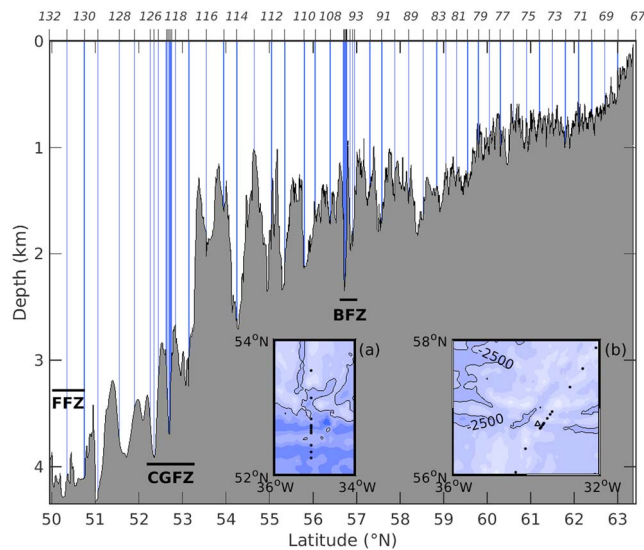 132 130 128 126 118 116 114 112 110 108 93 91 89 83 81 79 77 75 73 71 69 67
0
1
2
3
4
Depth (km)
BFZ
FFZ
CGFZ
54°N
(a)
52°N
36°W 34°W
58°N
(b)
-2500
-2500
56°N
36°W 32°W
50 51 52 53 54 55 56 57 58 59 60 61 62 63
Latitude (°N)